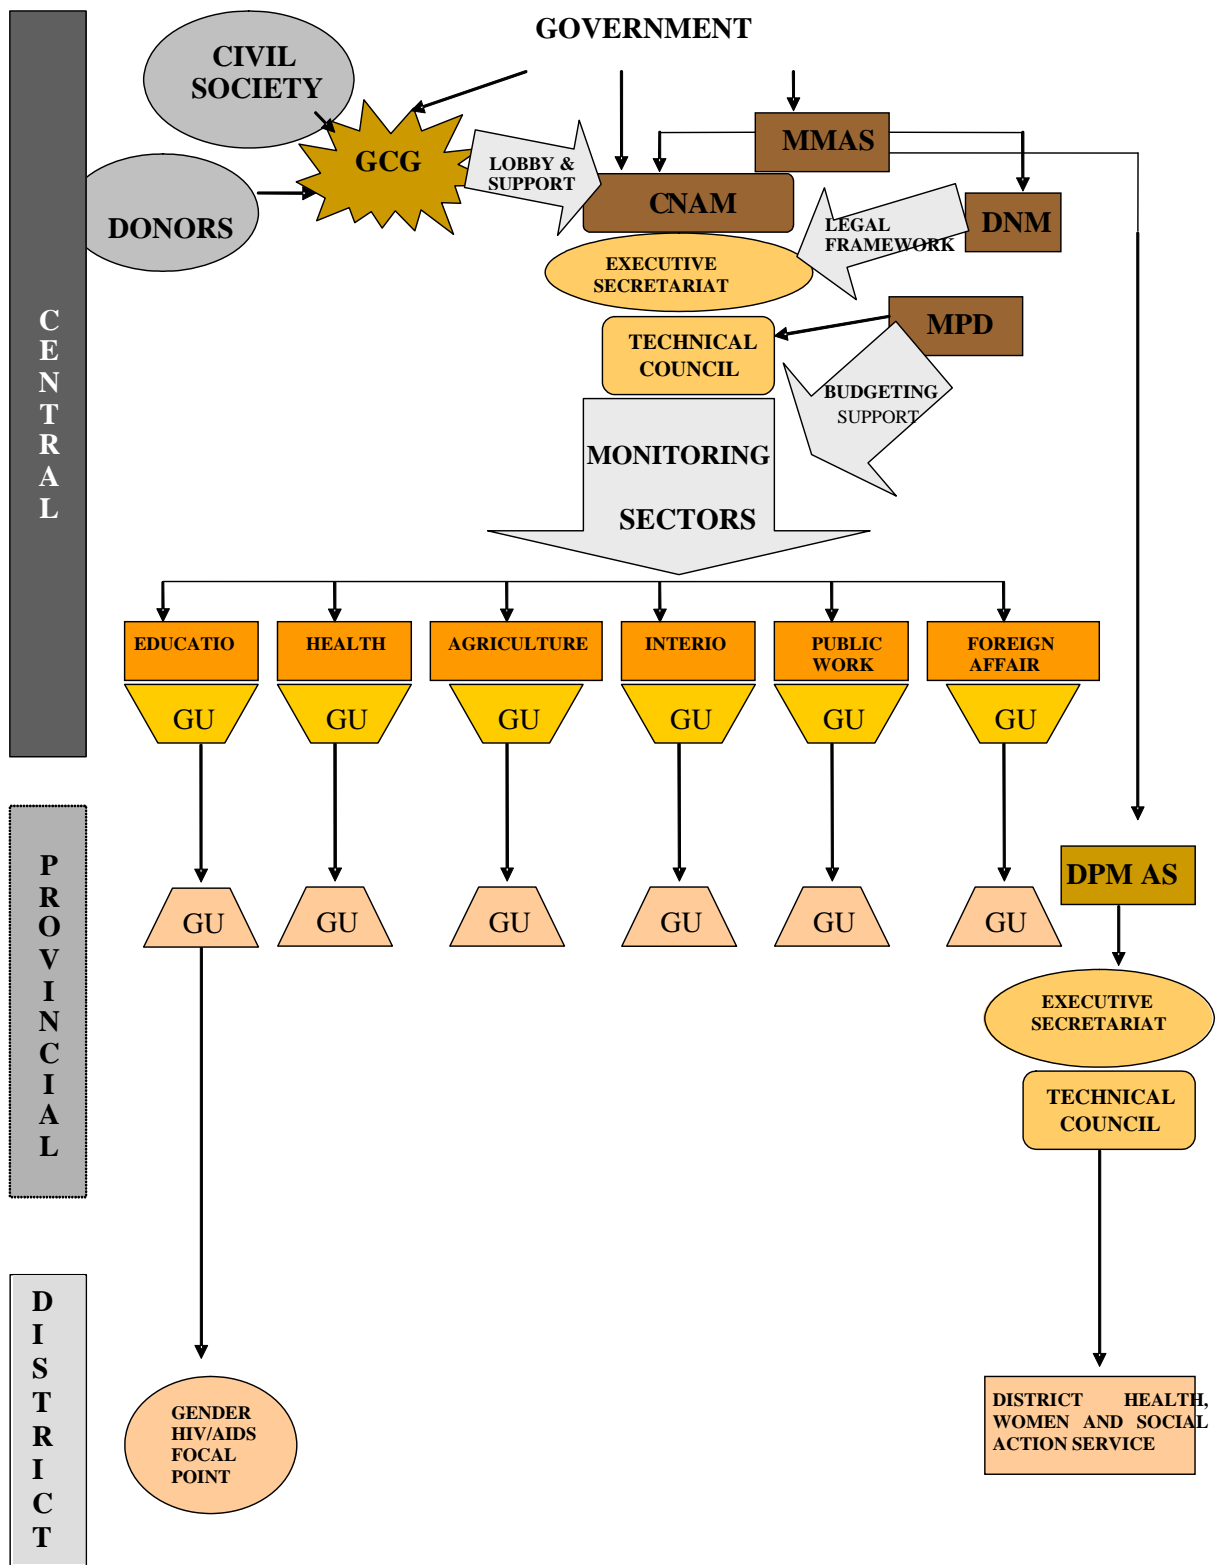 GOVERNMENT
CIVIL
SOCIETY
GCG
LOBBY &
SUPPORT
MMAS
CNAM
DNM
DONORS
LEGAL
FRAMEWORK
EXECUTIVE
SECRETARIAT
MPD
TECHNICAL
COUNCIL
BUDGETING
SUPPORT
MONITORING
SECTORS
CENTRAL
EDUCATIO
HEALTH
AGRICULTURE
INTERIO
PUBLIC
WORK
FOREIGN
AFFAIR
GU
GU
GU
GU
GU
GU
PROVINCIAL
DPM AS
GU
GU
GU
GU
GU
GU
EXECUTIVE
SECRETARIAT
TECHNICAL
COUNCIL
DISTRICT
GENDER
HIV/AIDS
FOCAL
POINT
DISTRICT HEALTH,
WOMEN AND SOCIAL
ACTION SERVICE